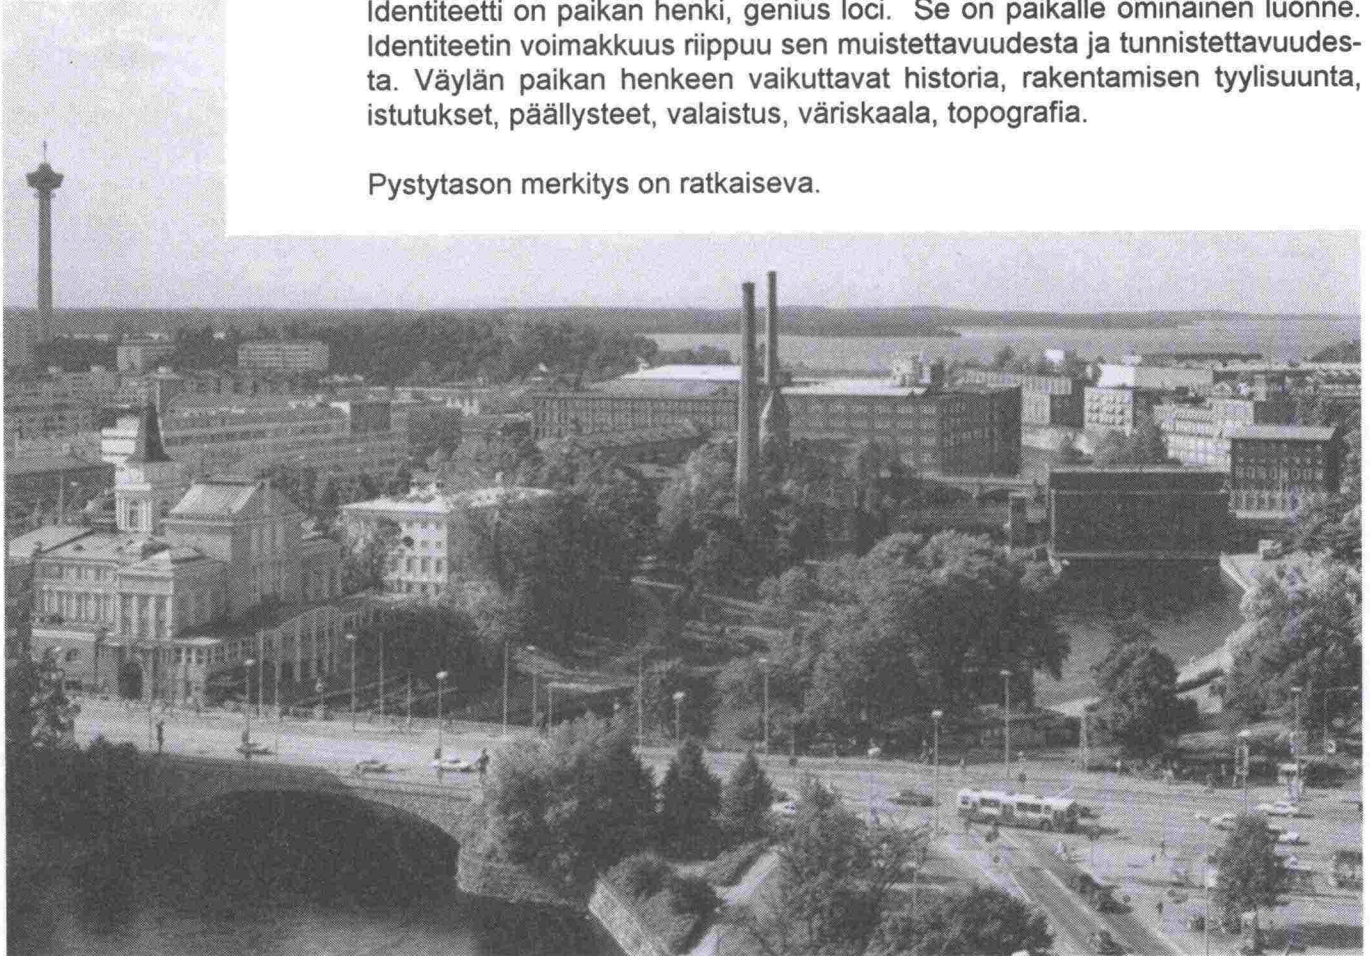 Identiteetti on paikan henki, genius loci. Se on paikalle ominainen luonne.
Identiteetin voimakkuus riippuu sen muistettavuudesta ja tunnistettavuudes-
ta. Väylän paikan henkeen vaikuttavat historia, rakentamisen tyylisuunta,
istutukset, päällysteet, valaistus, väriskaala, topografia.
Pystytason merkitys on ratkaiseva.